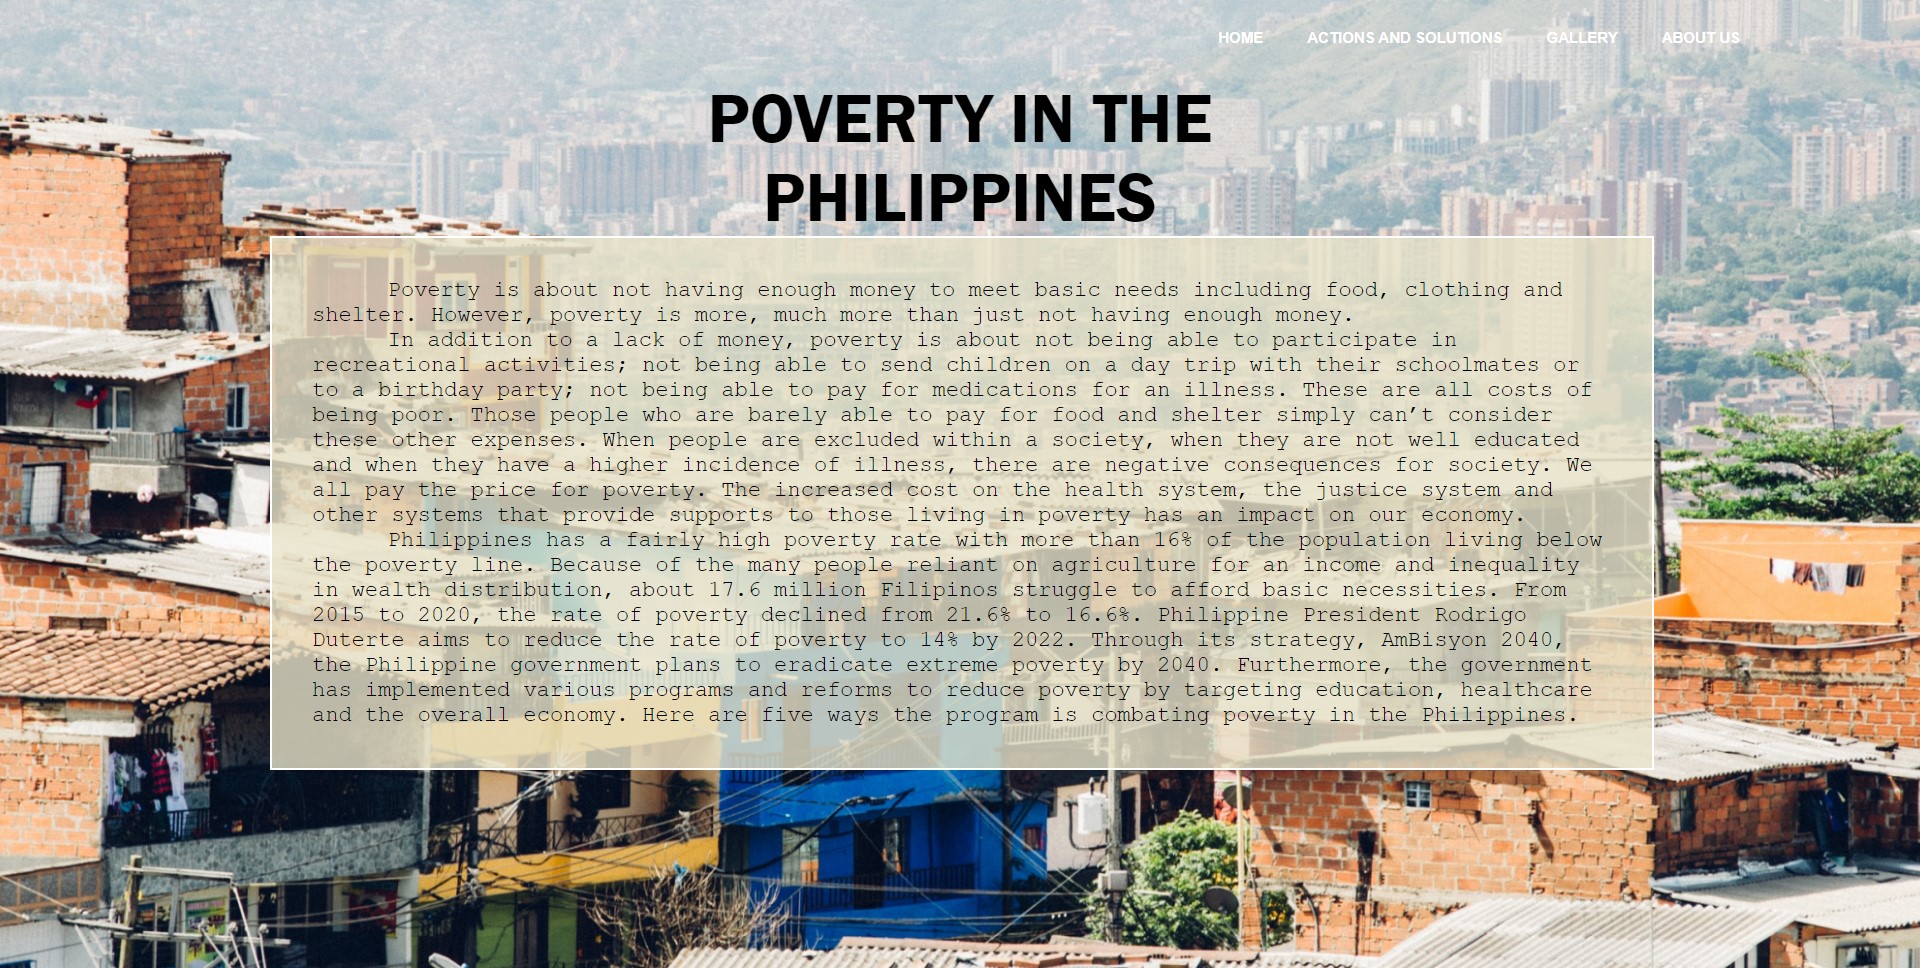 HOME ACTIONS AND SOLUTIONS GALLERY ABOUT US
POVERTY IN THE
PHILIPPINES
Poverty is about not having enough money to meet basic needs including food, clothing and
shelter. However, poverty is more, much more than just not having enough money.
In addition to a lack of money, poverty is about not being able to participate in
recreational activities; not being able to send children on a day trip with their schoolmates or
to a birthday party; not being able to pay for medications for an illness. These are all costs of
being poor. Those people who are barely able to pay for food and shelter simply can’t consider
these other expenses. When people are excluded within a society, when they are not well educated
and when they have a higher incidence of illness, there are negative consequences for society. We
all pay the price for poverty. The increased cost on the health system, the justice system and
other systems that provide supports to those living in poverty has an impact on our economy.
Philippines has a fairly high poverty rate with more than 16% of the population living below
the poverty line. Because of the many people reliant on agriculture for an income and inequality
in wealth distribution, about 17.6 million Filipinos struggle to afford basic necessities. From
2015 to 2020, the rate of poverty declined from 21.6% to 16.6%. Philippine President Rodrigo
Duterte aims to reduce the rate of poverty to 14% by 2022. Through its strategy, AmBisyon 2040,
the Philippine government plans to eradicate extreme poverty by 2040. Furthermore, the government
has implemented various programs and reforms to reduce poverty by targeting education, healthcare
and the overall economy. Here are five ways the program is combating poverty in the Philippines.